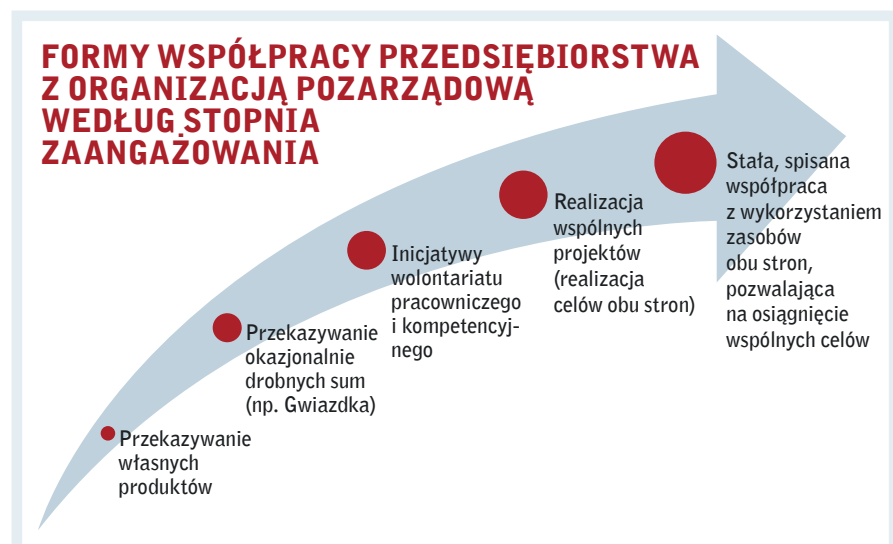 FORMY WSPÓŁPRACY PRZEDSIĘBIORSTWA
Z ORGANIZACJĄ POZARZĄDOWĄ
WEDŁUG STOPNIA
ZAANGAŻOWANIA
Przekazywanie
własnych
produktów
Przekazywanie
okazjonalnie
drobnych sum
(np. Gwiazdka)
Inicjatywy
wolontariatu
pracowniczego
i kompetencyj-
nego
Realizacja
wspólnych
projektów
(realizacja
celów obu stron)
Stała, spisana
współpraca
z wykorzystaniem
zasobów
obu stron,
pozwalająca
na osiągnięcie
wspólnych celów